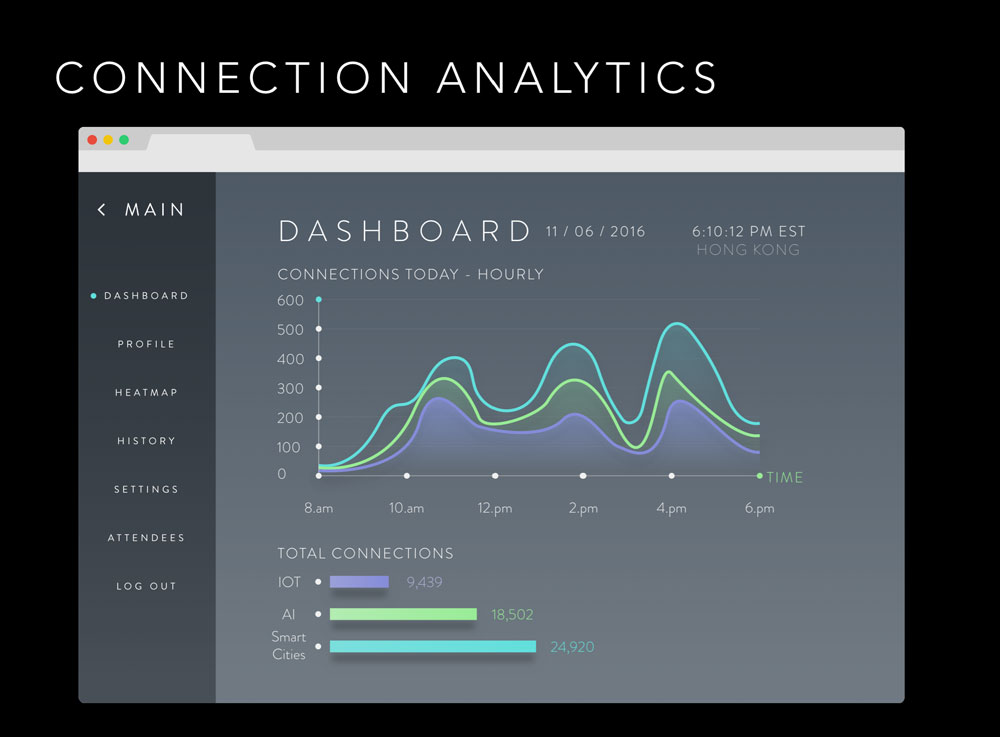 CONNECTION ANALYTICS
< MAIN
DASHBOARD
PROFILE
HEATMAP
HISTORY
SETTINGS
ATTENDEES
LOG OUT
DASHBOARD 11 / 06 / 2016 6:10:12 PM EST
HONG KONG
CONNECTIONS TODAY - HOURLY
600
500
400
300
200
100
0
TIME
8.am 10.am 12.pm 2.pm 4.pm 6.pm
TOTAL CONNECTIONS
IOT 9,439
AI 18,502
Smart
Cities 24,920